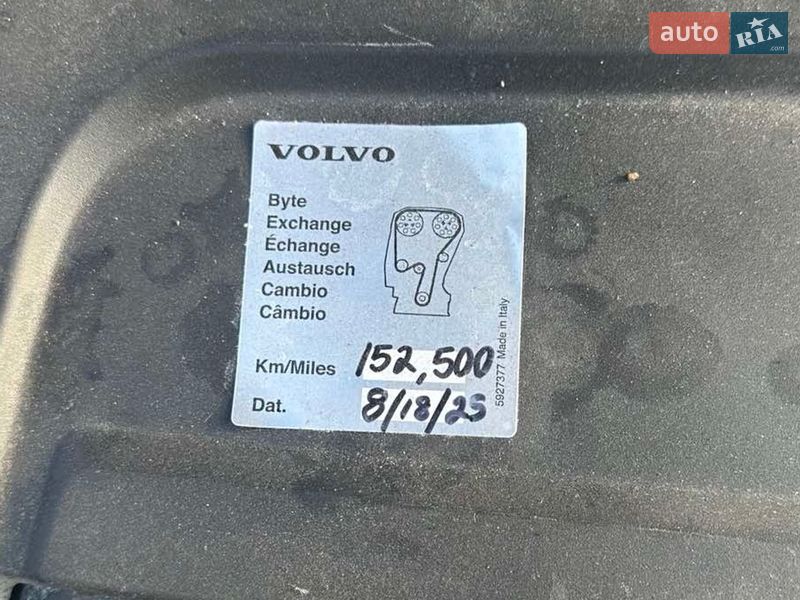 auto RIA .com
VOLVO
Byte
Exchange
Échange
Austausch
Cambio
Câmbio
Km/Miles 152,500
Dat. 8/18/25
5927377 Made in Italy